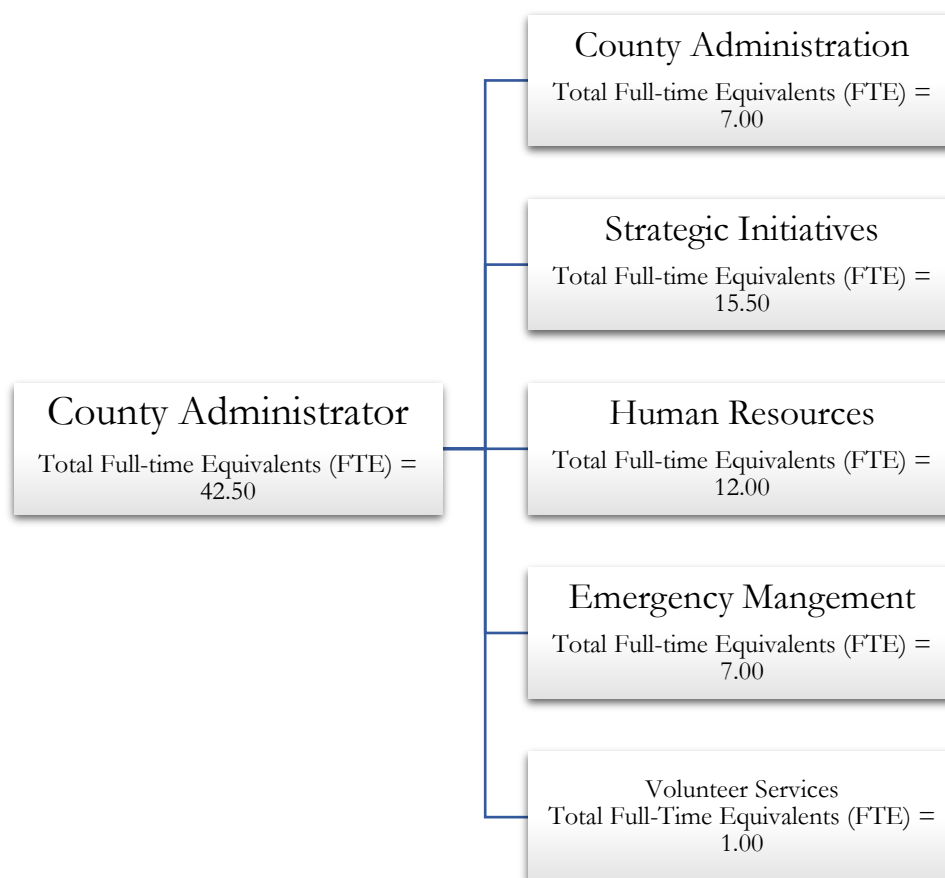 County Administration
Total Full-time Equivalents (FTE) =
7.00
Strategic Initiatives
Total Full-time Equivalents (FTE) =
15.50
County Administrator
Total Full-time Equivalents (FTE) =
42.50
Human Resources
Total Full-time Equivalents (FTE) =
12.00
Emergency Mangement
Total Full-time Equivalents (FTE) =
7.00
Volunteer Services
Total Full-Time Equivalents (FTE) =
1.00